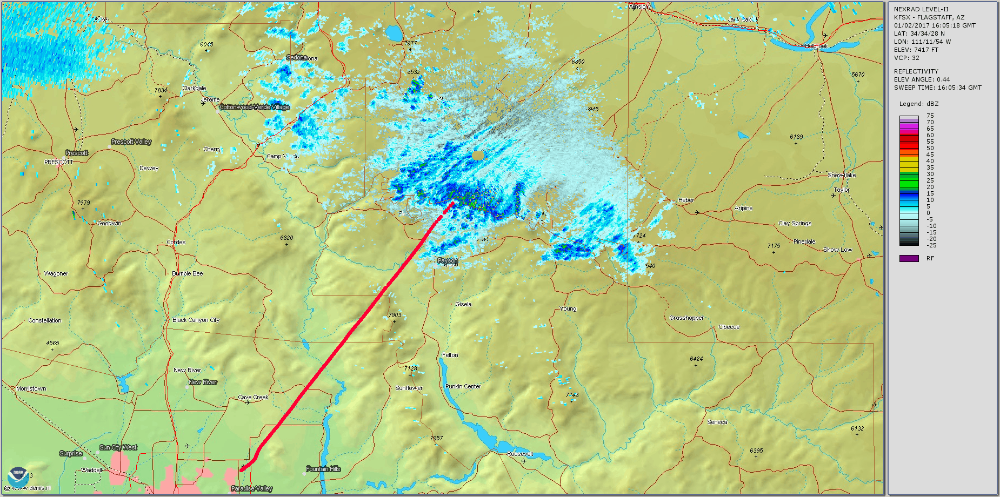 NEXRAD LEVEL-II
KFSX - FLAGSTAFF, AZ
01/02/2017 16:05:18 GMT
LAT: 34/34/28 N
LON: 111/11/54 W
ELEV: 7417 FT
VCP: 32
REFLECTIVITY
ELEV ANGLE: 0.44
SWEEP TIME: 16:05:34 GMT
Legend: dBZ
75
70
65
60
55
50
45
40
35
30
25
20
15
10
5
0
-5
-10
-15
-20
-25
RF
Winslow
Jack Rabbit
6045
7977
Holbrook
Sedona
6850
6532
5670
7834
Clarkdale
Jerome
Cottonwood-Verde Village
6945
6189
Prescott Valley
Cherry
Prescott
PRESCOTT
Camp Verde
Dewey
Snowflake
Taylor
7979
Heber
Aripine
Goodwin
Clay Springs
6820
7724
Cordes
Pinedale
7175
Show Low
Payson
Wagoner
Bumble Bee
Gisela
Young
7903
Constellation
Black Canyon City
Grasshopper
Cibecue
4565
Felton
6424
New River
7128
New River
Morristown
Sunflower
Punkin Center
Cave Creek
7743
Seneca
6132
7657
Sun City West
Surprise
6395
Roosevelt
Waddell
Fountain Hills
NOAA
@ www.demis.nl
Paradise Valley